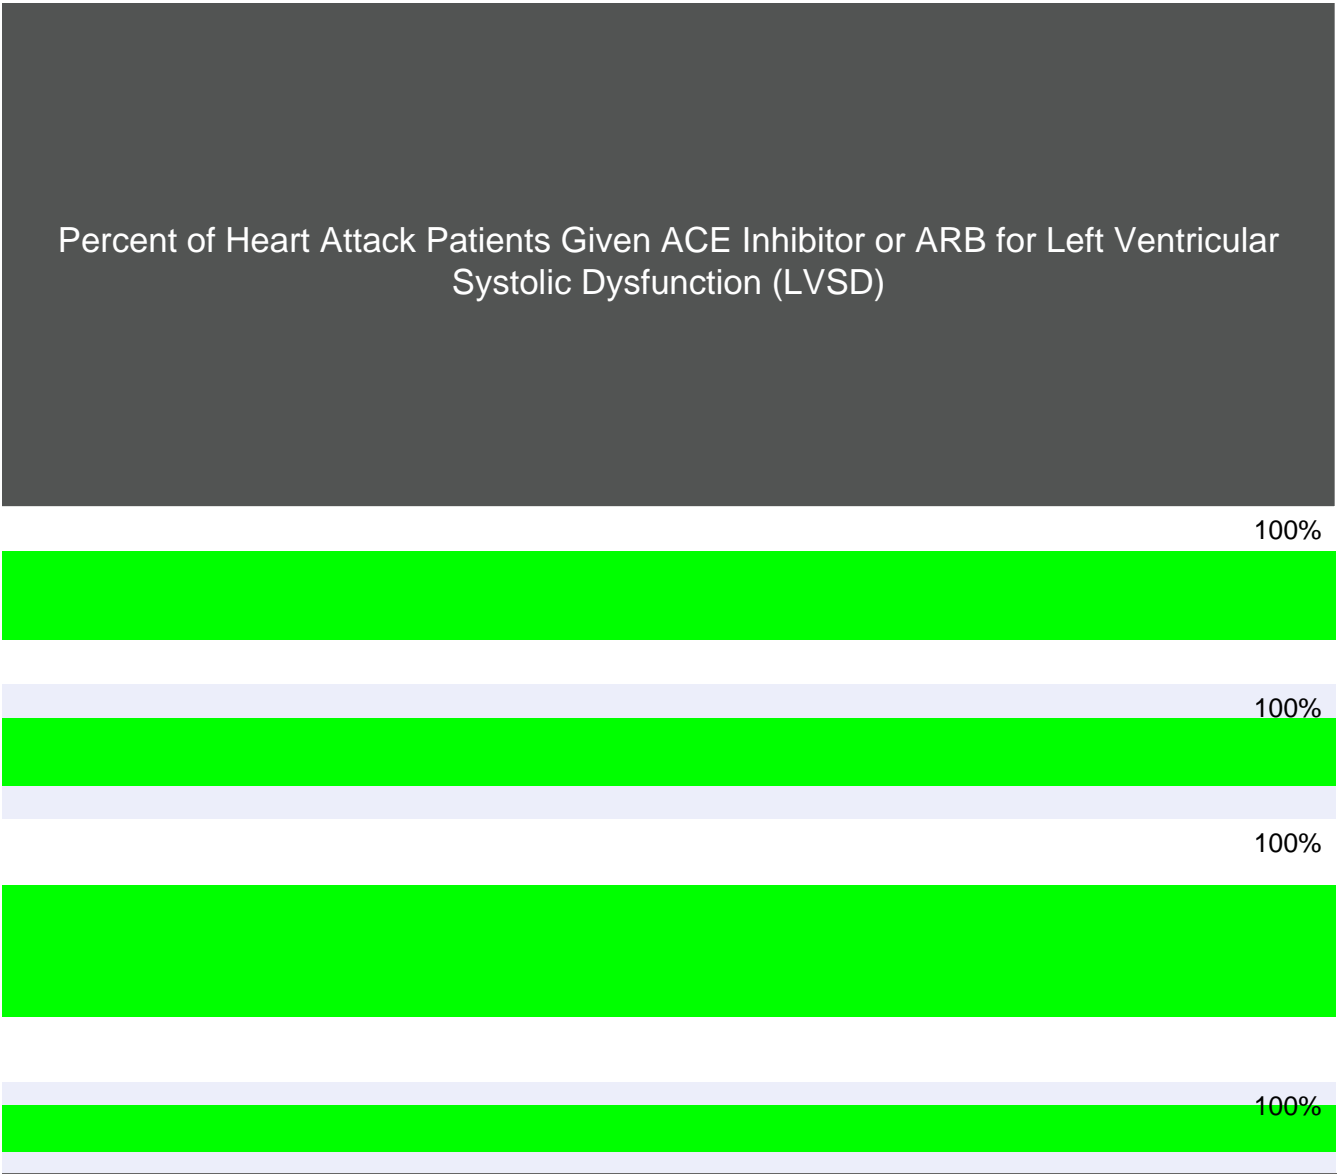 Percent of Heart Attack Patients Given ACE Inhibitor or ARB for Left Ventricular
Systolic Dysfunction (LVSD)
100%
100%
100%
100%